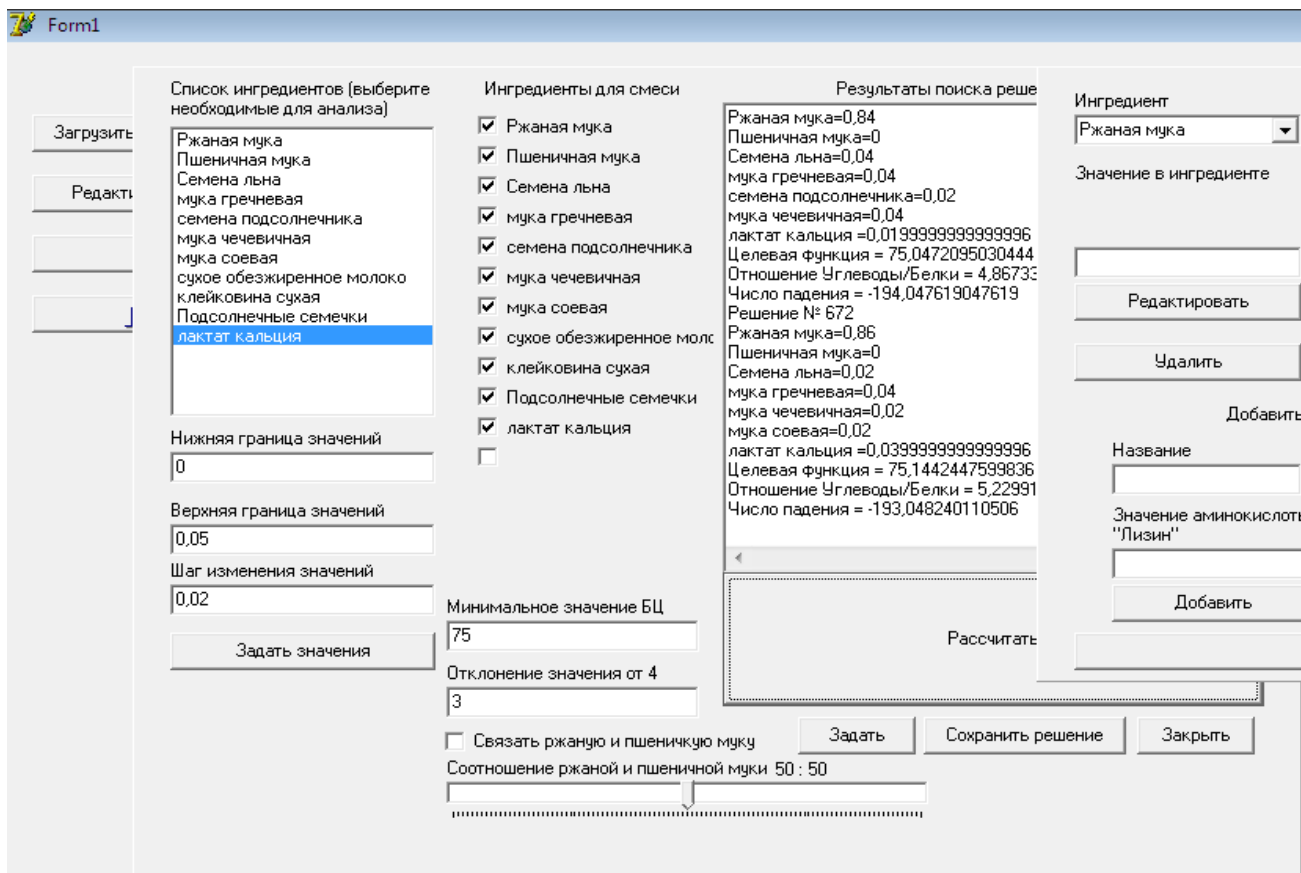 Form1
Загрузить
Редакти
Список ингредиентов (выберите
необходимые для анализа)
Ржаная мука
Пшеничная мука
Семена льна
мука гречневая
семена подсолнечника
мука чечевичная
мука соевая
сухое обезжиренное молоко
клейковина сухая
Подсолнечные семечки
лактат кальция
Нижняя граница значений
0
Верхняя граница значений
0,05
Шаг изменения значений
0,02
Задать значения
Ингредиенты для смеси
Ржаная мука
Пшеничная мука
Семена льна
мука гречневая
семена подсолнечника
мука чечевичная
мука соевая
сухое обезжиренное моло
клейковина сухая
Подсолнечные семечки
лактат кальция
Минимальное значение БЦ
75
Отклонение значения от 4
3
Связать ржаную и пшеничкую муку
Соотношение ржаной и пшеничной муки 50 : 50
Результаты поиска реше
Ржаная мука=0,84
Пшеничная мука=0
Семена льна=0,04
мука гречневая=0,04
семена подсолнечника=0,02
мука чечевичная=0,04
лактат кальция =0,0199999999999996
Целевая функция = 75,0472095030444
Отношение Углеводы/Белки = 4,86733
Число падения = -194,047619047619
Решение № 672
Ржаная мука=0,86
Пшеничная мука=0
Семена льна=0,02
мука гречневая=0,04
мука чечевичная=0,02
мука соевая=0,02
лактат кальция =0,0399999999999996
Целевая функция = 75,1442447599836
Отношение Углеводы/Белки = 5,22991
Число падения = -193,048240110506
Рассчитать
Задать
Сохранить решение
Закрыть
Ингредиент
Ржаная мука
Значение в ингредиенте
Редактировать
Удалить
Добавить
Название
Значение аминокислоть
"Лизин"
Добавить